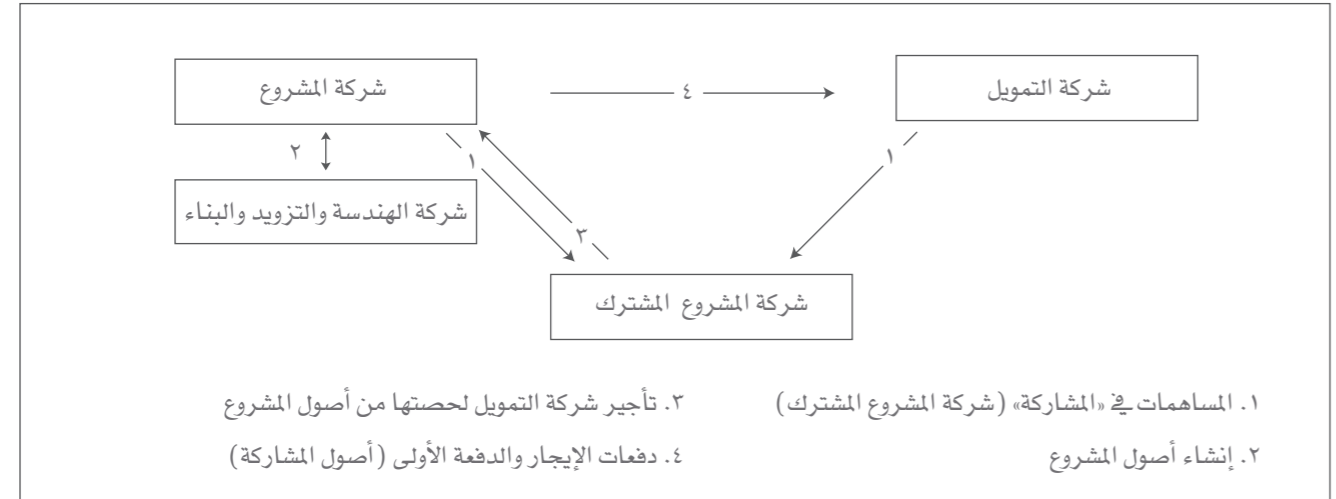 شركة التمويل
٤
شركة المشروع
٢
١
١
شركة الهندسة والتزويد والبناء
٣
شركة المشروع المشترك
١. المساهمات في «المشاركة» (شركة المشروع المشترك)
٢. إنشاء أصول المشروع
٣. تأجير شركة التمويل لحصتها من أصول المشروع
٤. دفعات الإيجار والدفعة الأولى (أصول المشاركة)